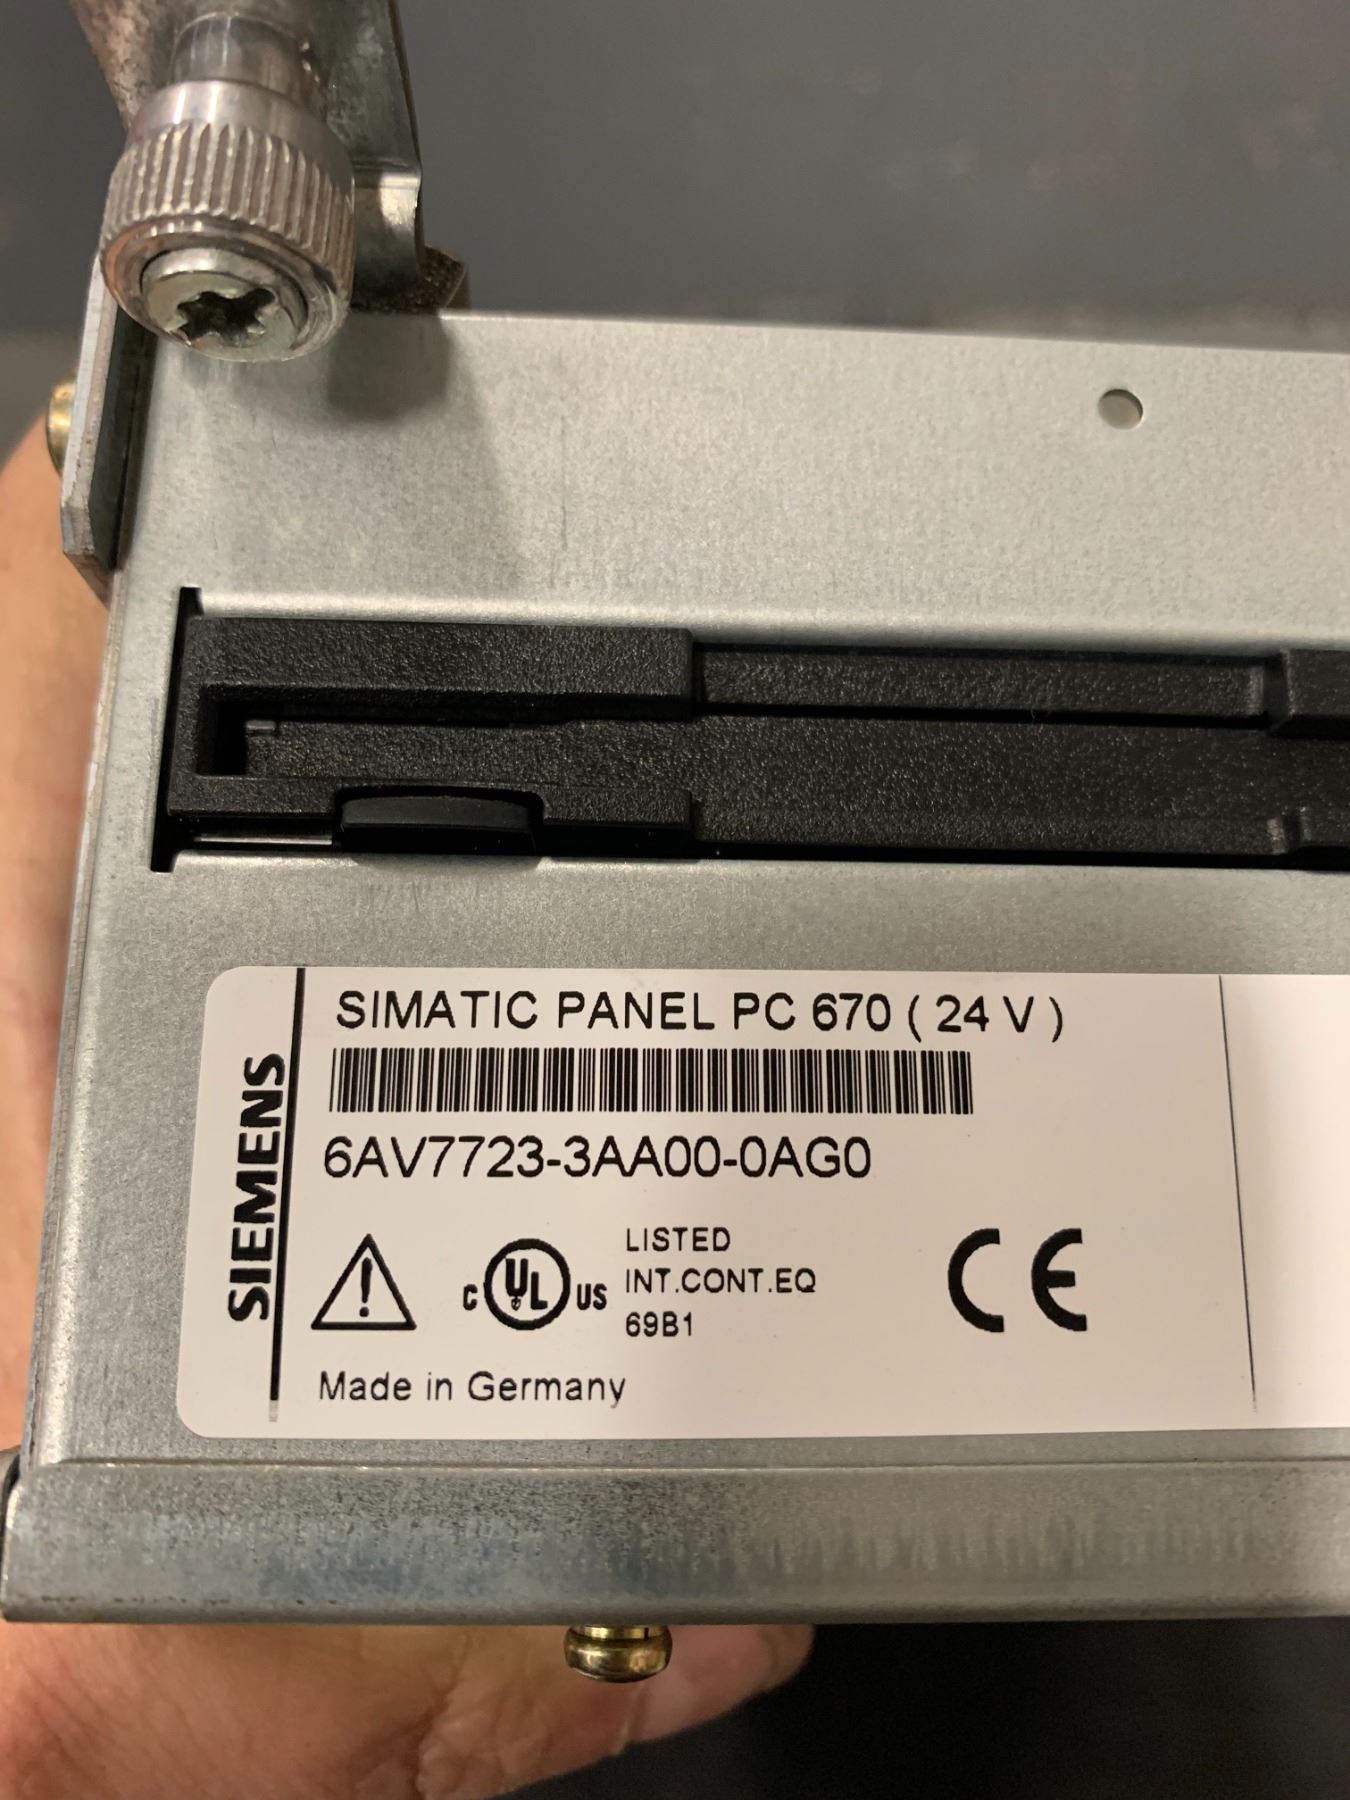 SIEMENS
SIMATIC PANEL PC 670 ( 24 V )
6AV7723-3AA00-0AG0
C UL US
LISTED
INT.CONT.EQ
69B1
CE
Made in Germany